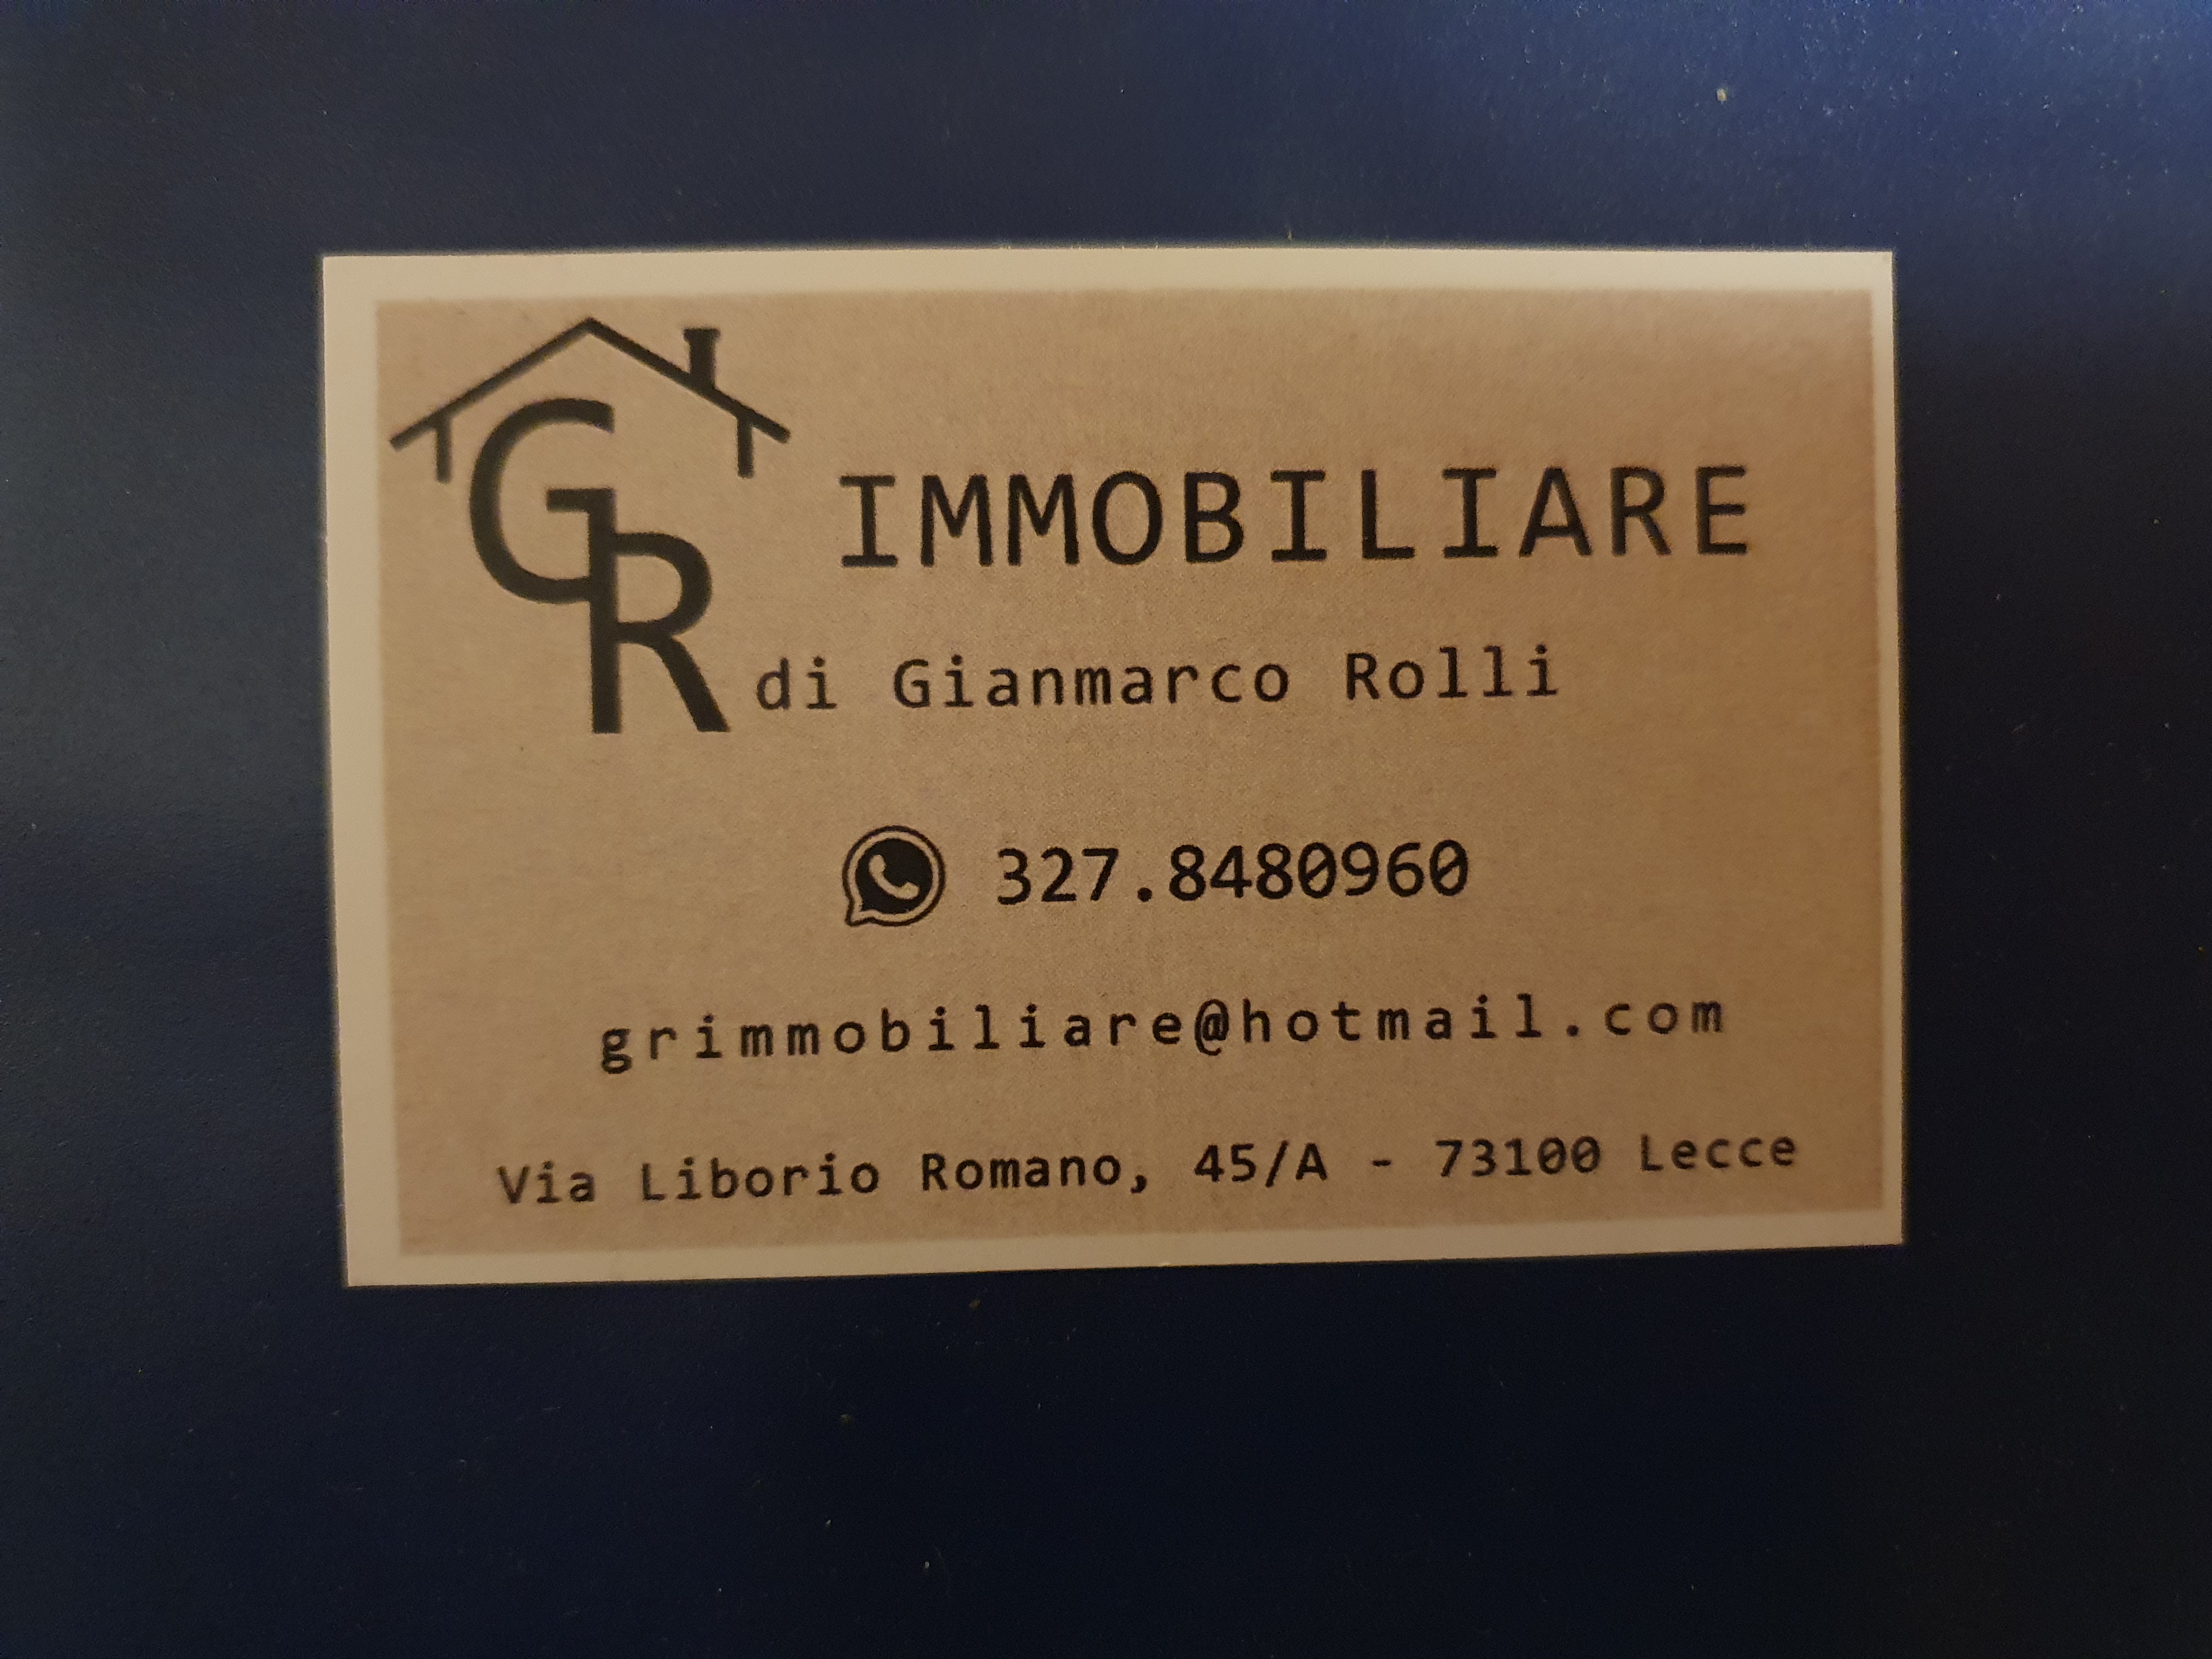 GR IMMOBILIARE
di Gianmarco Rolli
327.8480960
grimmobiliare@hotmail.com
Via Liborio Romano, 45/A - 73100 Lecce